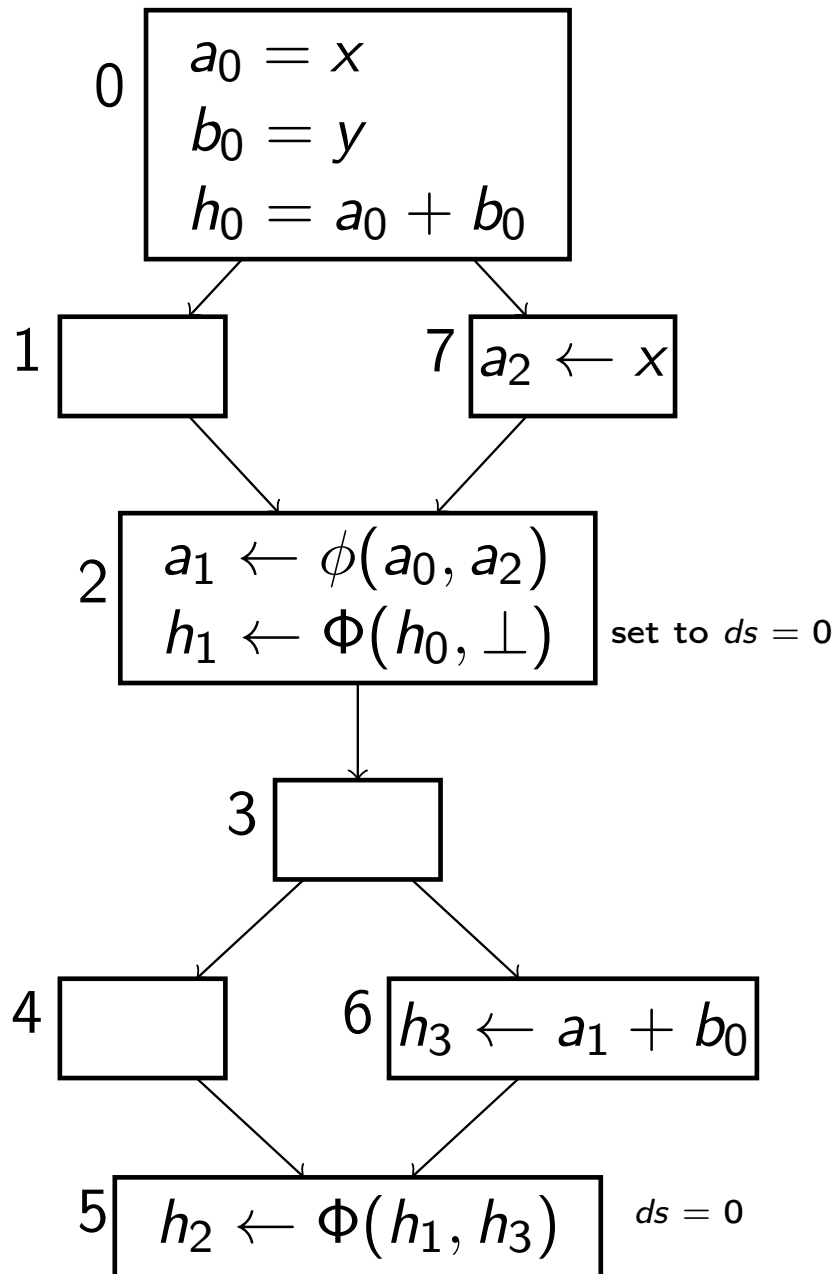 0
a₀ = x
b₀ = y
h₀ = a₀ + b₀
1
7
a₂ ← x
2
a₁ ← ϕ(a₀, a₂)
h₁ ← Φ(h₀, ⊥)
set to ds = 0
3
4
6
h₃ ← a₁ + b₀
5
h₂ ← Φ(h₁, h₃)
ds = 0